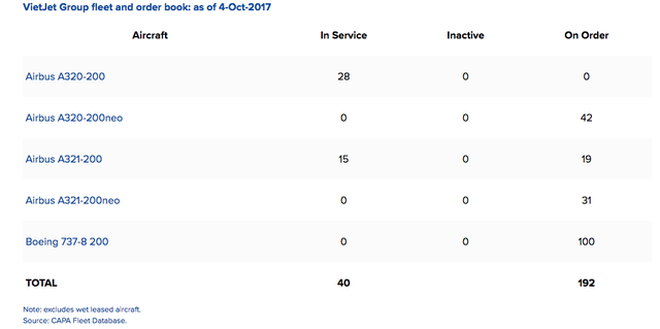 VietJet Group fleet and order book: as of 4-Oct-2017
Aircraft In Service Inactive On Order
Airbus A320-200 28 0 0
Airbus A320-200neo 0 0 42
Airbus A321-200 15 0 19
Airbus A321-200neo 0 0 31
Boeing 737-8 200 0 0 100
TOTAL 40 192
Note: excludes wet leased aircraft.
Source: CAPA Fleet Database.